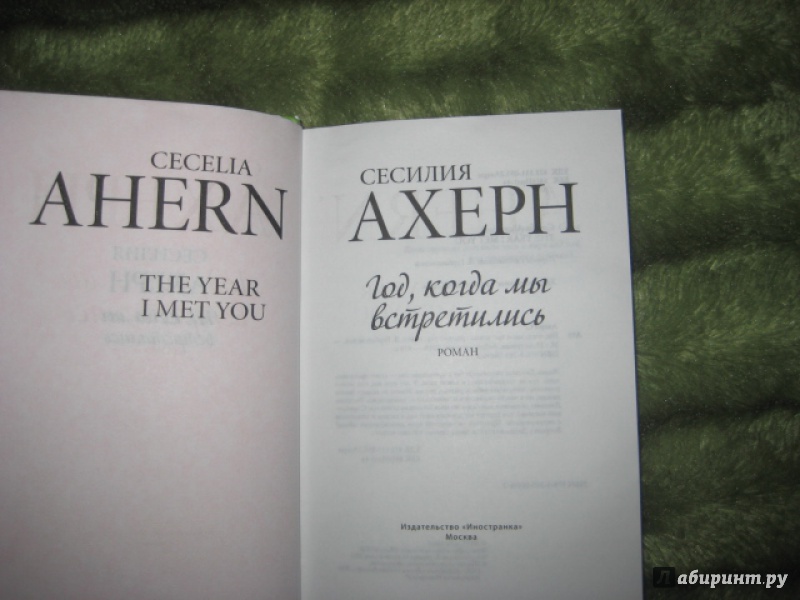 CECELIA
AHERN
THE YEAR
I MET YOU
СЕСИЛИЯ
АХЕРН
Год, когда мы
встретились
РОМАН
Издательство «Иностранка»
Москва
Лабиринт.ру